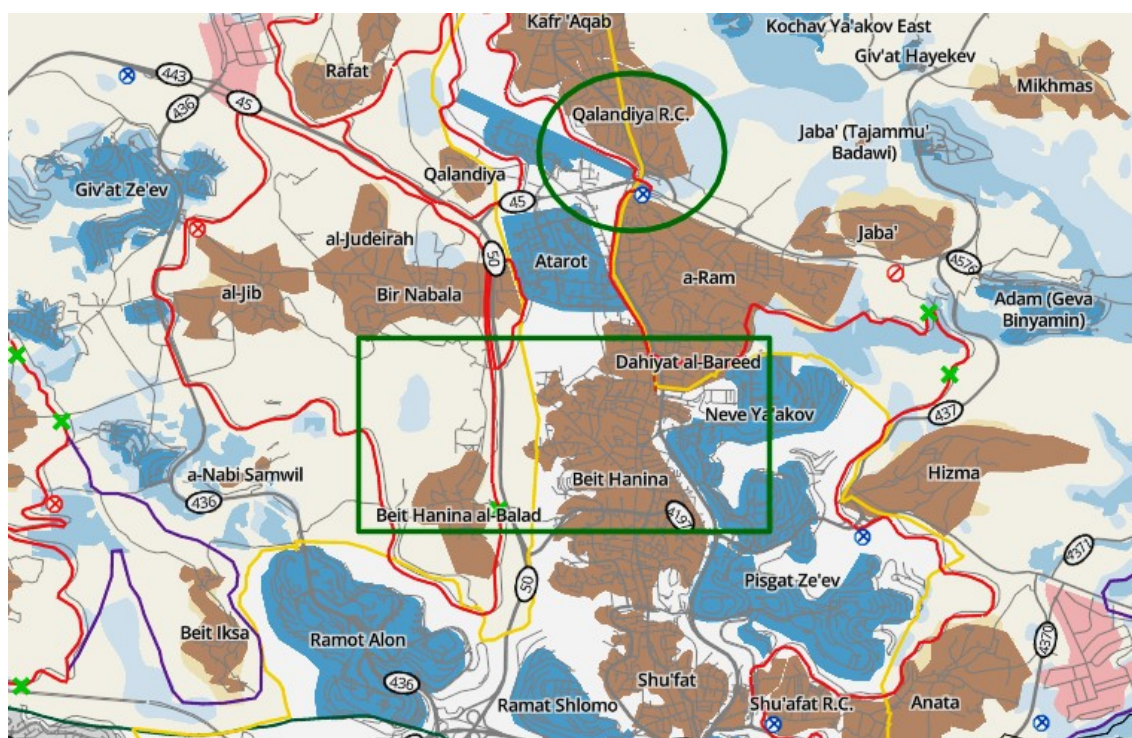 Kafr 'Aqab
Kochav Ya'akov East
Giv'at Hayekev
443
Rafat
Mikhmas
45
436
Qalandiya R.C.
Jaba' (Tajammu'
Badawi)
Qalandiya
Giv'at Ze'ev
45
al-Judeirah
Jaba'
50
Atarot
4576
a-Ram
al-Jib
Bir Nabala
Adam (Geva
Binyamin)
Dahiyat al-Bareed
Neve Ya'akov
437
a-Nabi Samwil
Hizma
Beit Hanina
436
Beit Hanina al-Balad
4197
4371
50
Pisgat Ze'ev
Beit Iksa
Ramot Alon
4370
436
Shu'fat
Ramat Shlomo
Shu'afat R.C.
Anata